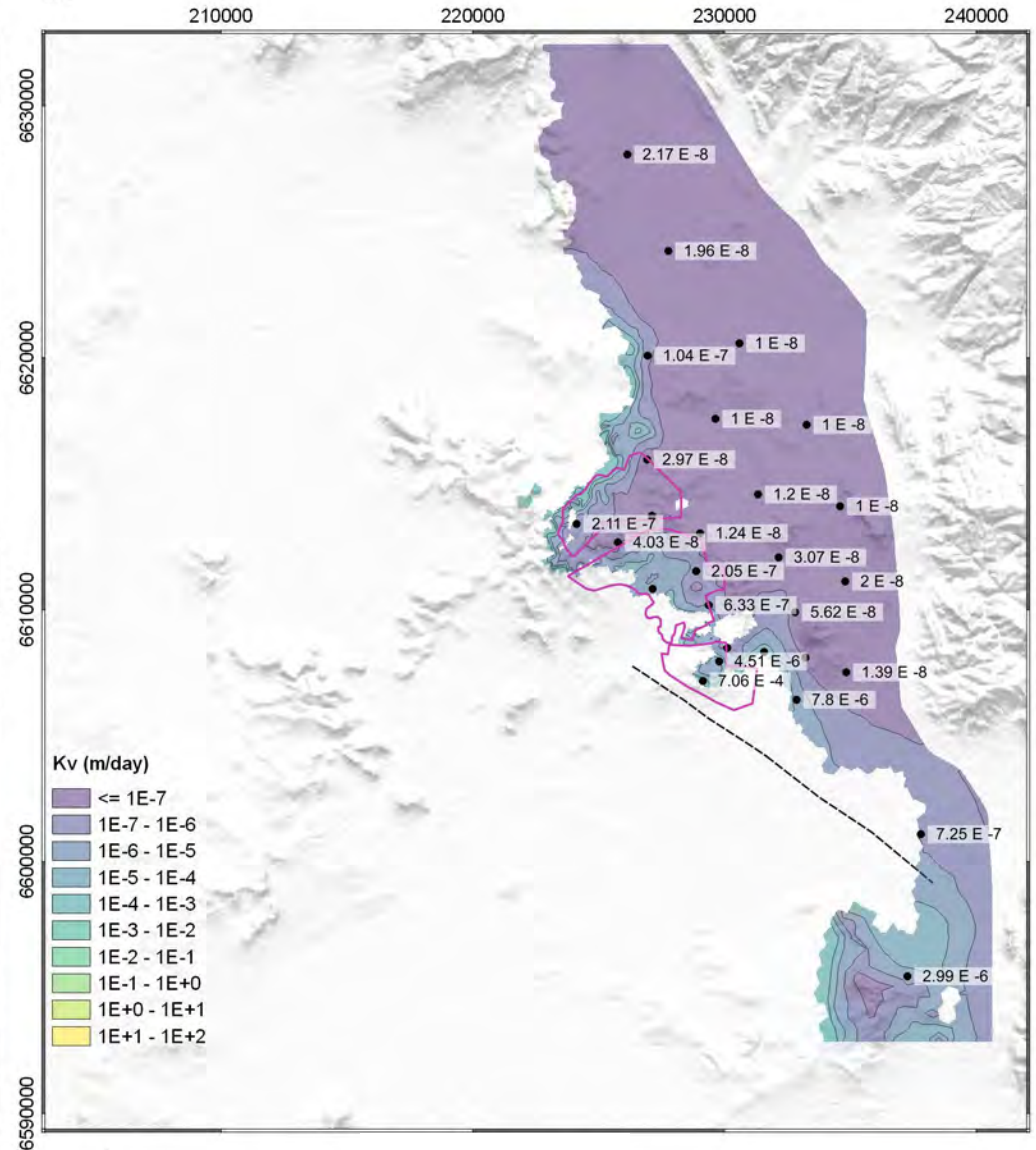 210000 220000 230000 240000
6630000
6620000
6610000
6600000
6590000
2.17 E -8
1.96 E -8
1 E -8
1.04 E -7
1 E -8
1 E -8
2.97 E -8
1.2 E -8
1 E -8
2.11 E -7
1.24 E -8
4.03 E -8
3.07 E -8
2.05 E -7
2 E -8
6.33 E -7
5.62 E -8
4.51 E -6
1.39 E -8
7.06 E -4
7.8 E -6
7.25 E -7
2.99 E -6
Kv (m/day)
<= 1E-7
1E-7 - 1E-6
1E-6 - 1E-5
1E-5 - 1E-4
1E-4 - 1E-3
1E-3 - 1E-2
1E-2 - 1E-1
1E-1 - 1E+0
1E+0 - 1E+1
1E+1 - 1E+2